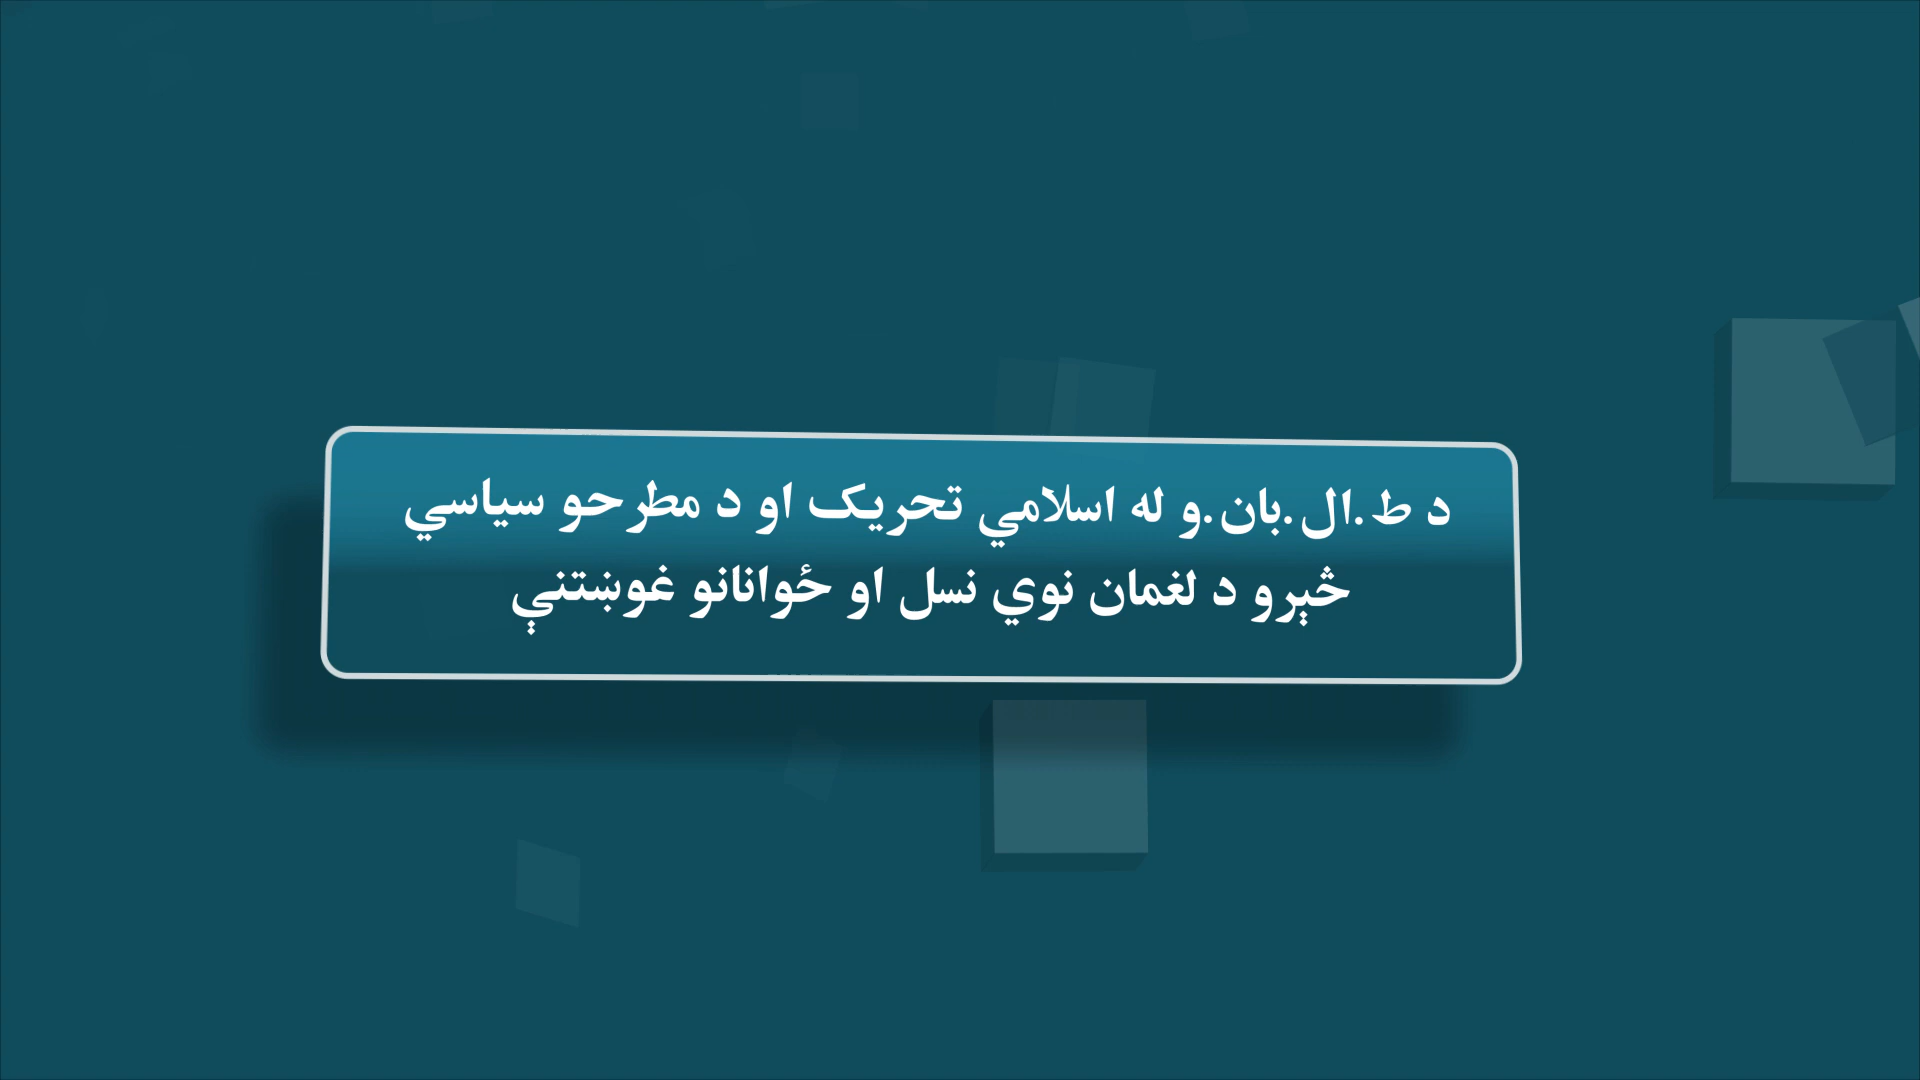 د ط.ال.بان.و له اسلامي تحریک او د مطرحو سیاسي
څېرو د لغمان نوي نسل او ځوانانو غوښتنې